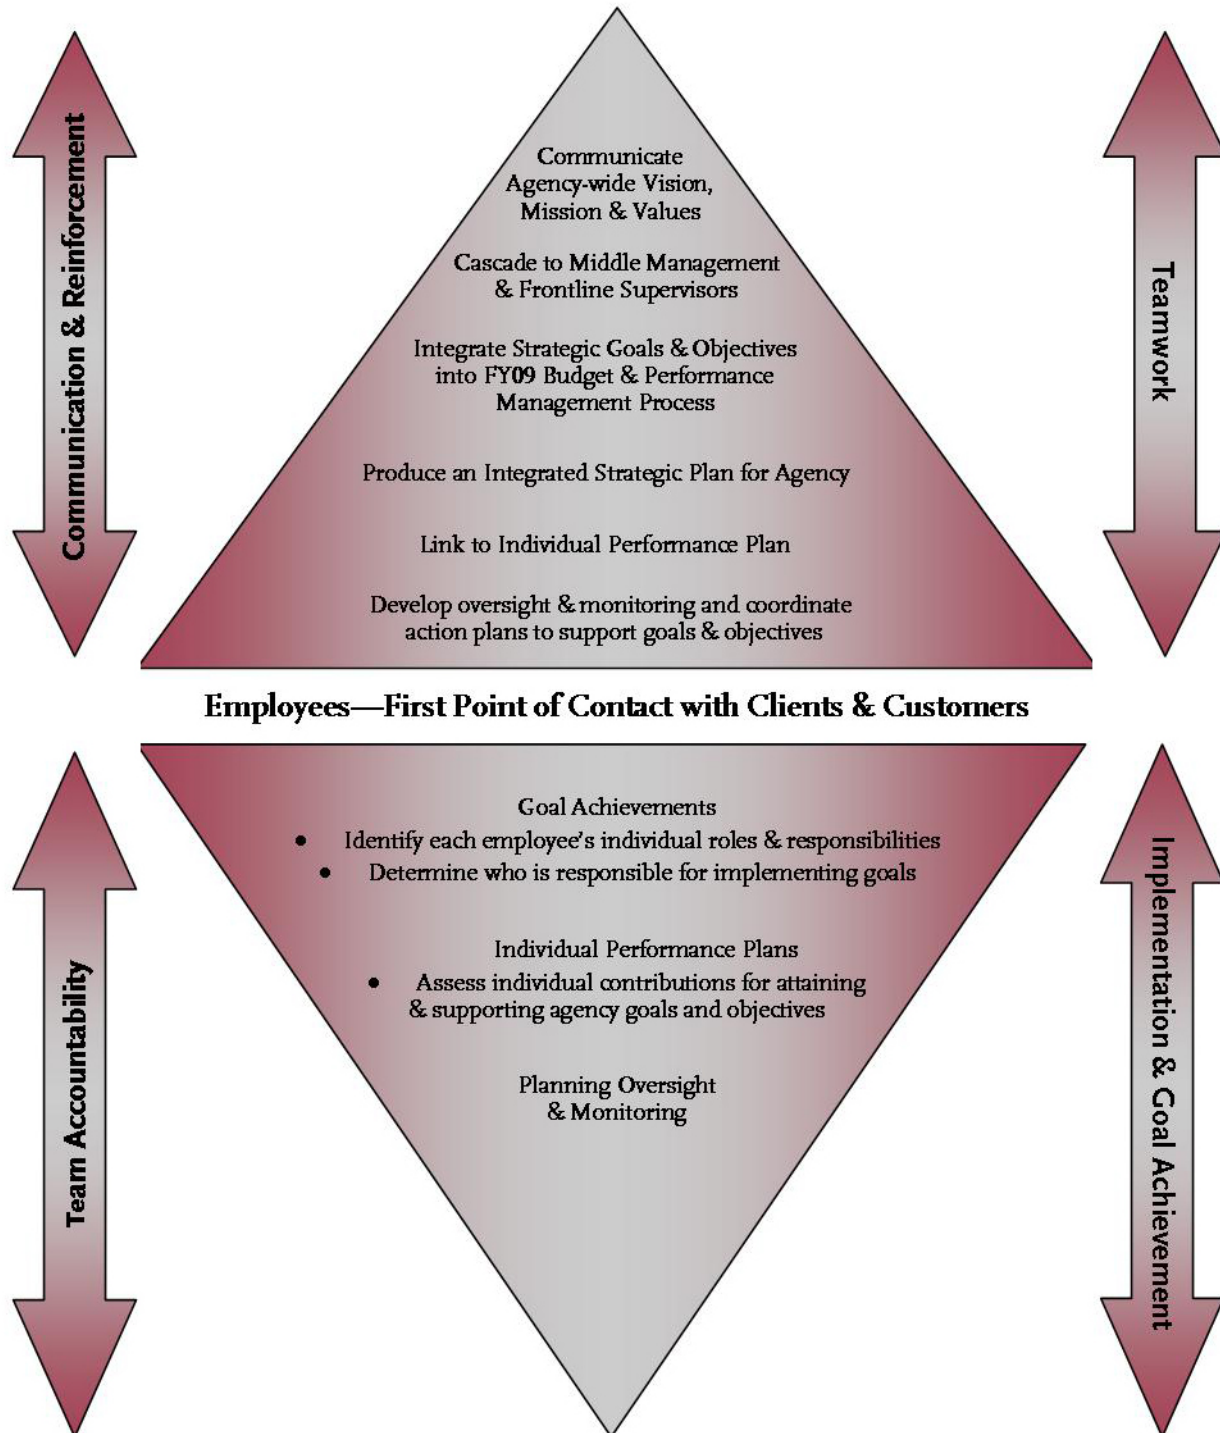 Communication & Reinforcement
Teamwork
Communicate
Agency-wide Vision,
Mission & Values
Cascade to Middle Management
& Frontline Supervisors
Integrate Strategic Goals & Objectives
into FY09 Budget & Performance
Management Process
Produce an Integrated Strategic Plan for Agency
Link to Individual Performance Plan
Develop oversight & monitoring and coordinate
action plans to support goals & objectives
Employees—First Point of Contact with Clients & Customers
Team Accountability
Implementation & Goal Achievement
Goal Achievements
• Identify each employee's individual roles & responsibilities
• Determine who is responsible for implementing goals
Individual Performance Plans
• Assess individual contributions for attaining
& supporting agency goals and objectives
Planning Oversight
& Monitoring